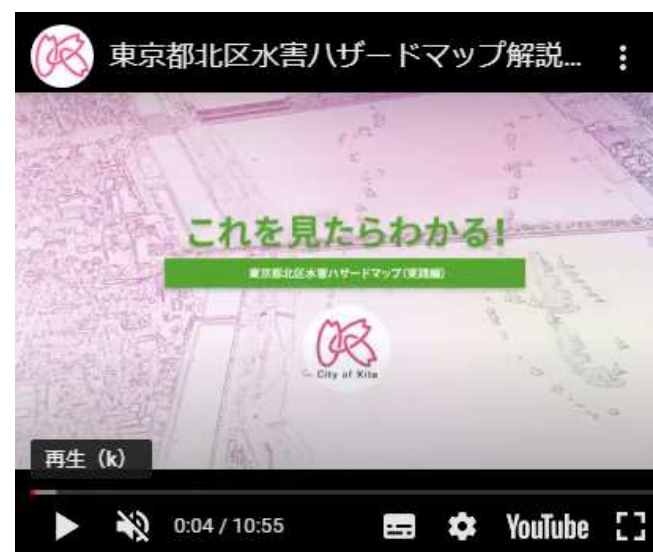 東京都北区水害ハザードマップ解説...
これを見たらわかる!
東京都北区水害ハザードマップ(実践編)
City of Kita
再生 (k)
0:04 / 10:55
YouTube